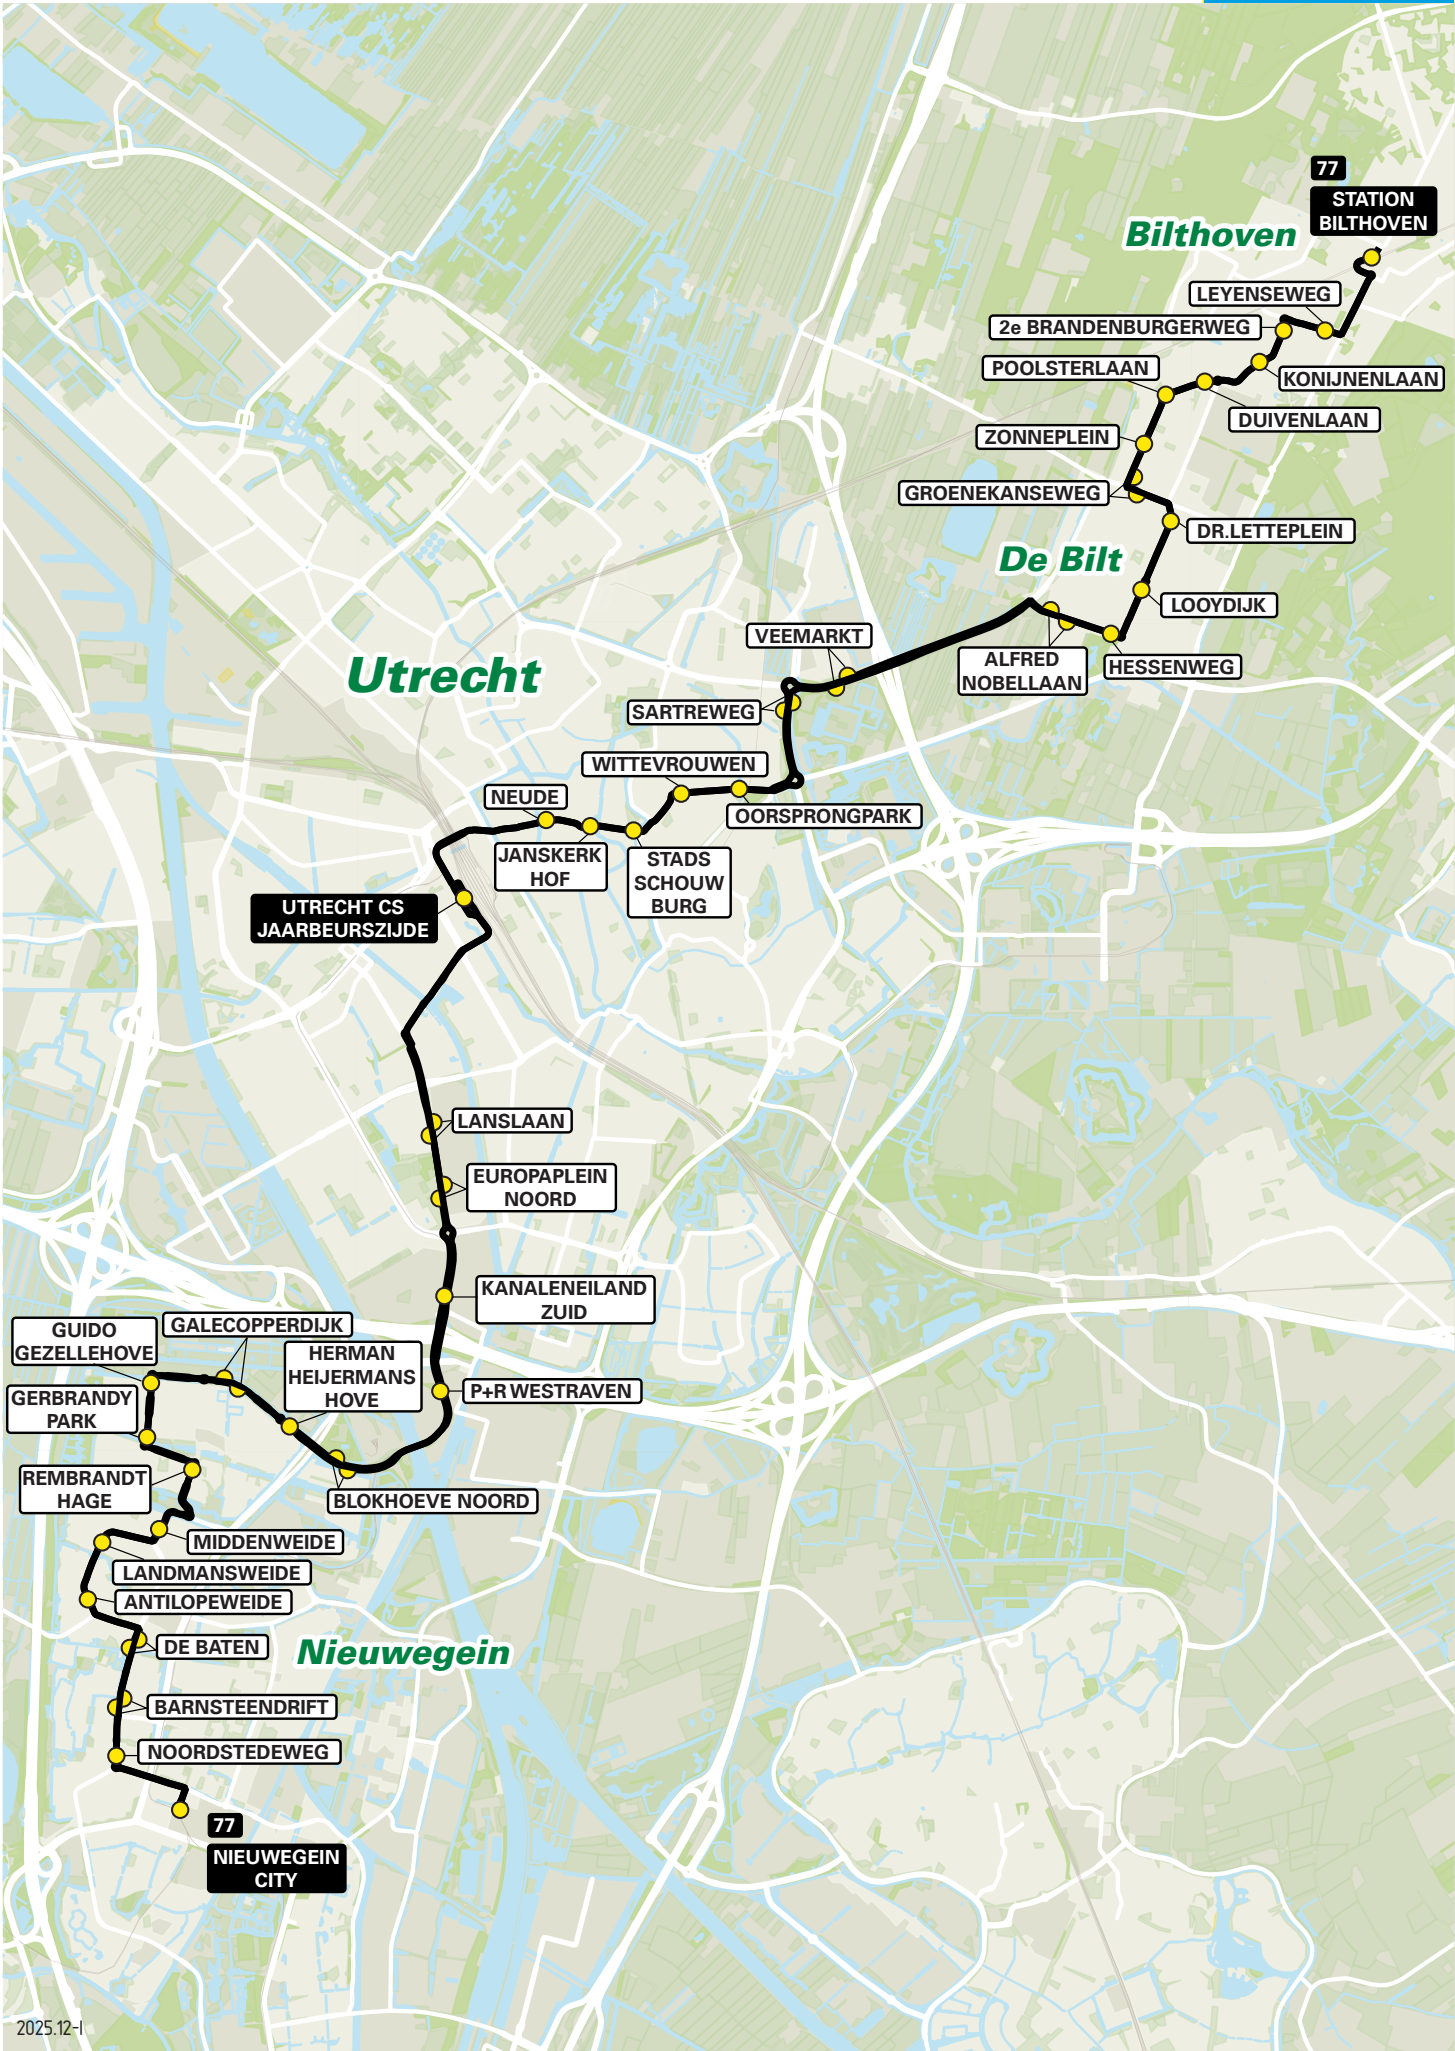 77
STATION
BILTHOVEN
Bilthoven
LEYENSEWEG
2e BRANDENBURGERWEG
POOLSTERLAAN
KONIJNENLAAN
DUIVENLAAN
ZONNEPLEIN
GROENEKANSEWEG
DR.LETTEPLEIN
De Bilt
LOOYDIJK
VEEMARKT
ALFRED
NOBELLAAN
HESSENWEG
Utrecht
SARTREWEG
WITTEVROUWEN
NEUDE
OORSPRONGPARK
JANSKERK
HOF
STADS
SCHOUW
BURG
UTRECHT CS
JAARBEURSZIJDE
LANSLAAN
EUROPAPLEIN
NOORD
KANALENEILAND
ZUID
GUIDO
GEZELLEHOVE
GALECOPPERDIJK
HERMAN
HEIJERMANS
HOVE
P+R WESTRAVEN
GERBRANDY
PARK
REMBRANDT
HAGE
BLOKHOEVE NOORD
MIDDENWEIDE
LANDMANSWEIDE
ANTILOPEWEIDE
DE BATEN
Nieuwegein
BARNSTEENDRIFT
NOORDSTEDEWEG
77
NIEUWEGEIN
CITY
2025.12-I